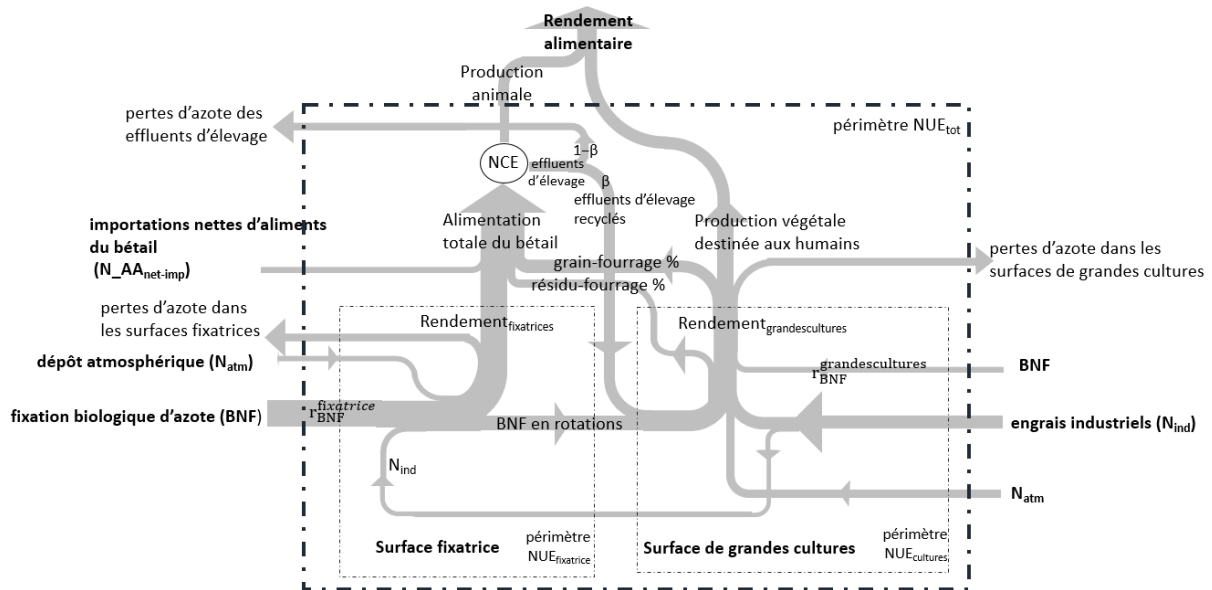 Rendement
alimentaire
Production
animale
pertes d'azote des
effluents d'élevage
périmètre NUEtot
NCE
1−β
effluents
d'élevage
β
effluents d'élevage
recyclés
importations nettes d'aliments
du bétail
(N_AAnet-imp)
Alimentation
totale du bétail
Production végétale
destinée aux humains
pertes d'azote dans les
surfaces de grandes cultures
grain-fourrage %
résidu-fourrage %
pertes d'azote dans
les surfaces fixatrices
Rendementfixatrices
Rendementgrandescultures
dépôt atmosphérique (Natm)
BNF
rBNFgrandescultures
fixation biologique d'azote (BNF)
rBNFfixatrice
BNF en rotations
engrais industriels (Nind)
Nind
Natm
Surface fixatrice
périmètre
NUEfixatrice
Surface de grandes cultures
périmètre
NUEcultures